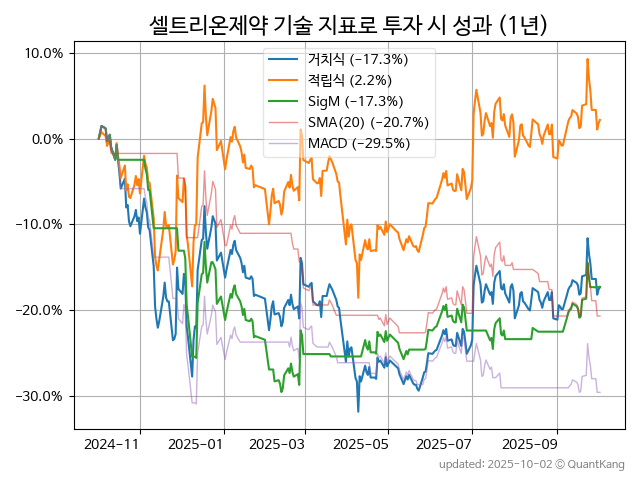 셀트리온제약 기술 지표로 투자 시 성과 (1년)
거치식 (−17.3%)
적립식 (2.2%)
SigM (−17.3%)
SMA(20) (−20.7%)
MACD (−29.5%)
10.0%
0.0%
−10.0%
−20.0%
−30.0%
2024−11 2025−01 2025−03 2025−05 2025−07 2025−09
updated: 2025-10-02 © QuantKang